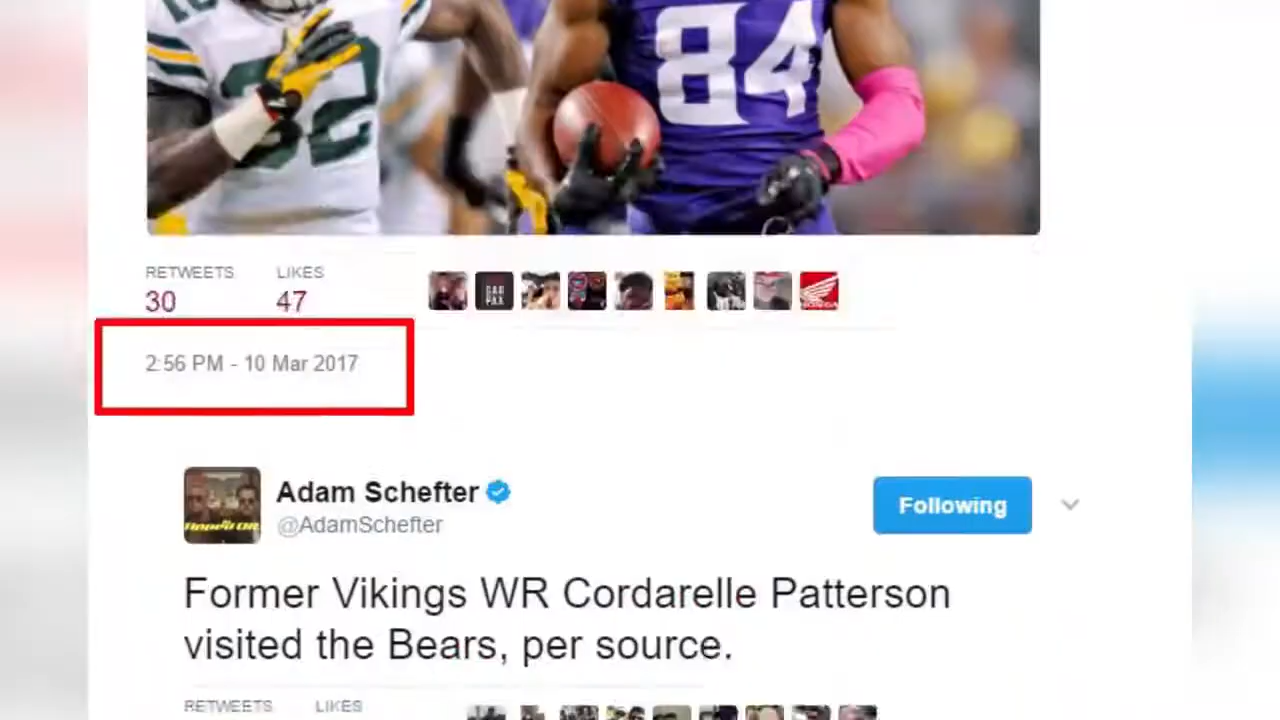 82
84
RETWEETS LIKES
30 47
2:56 PM - 10 Mar 2017
Adam Schefter
@AdamSchefter
Following
Former Vikings WR Cordarelle Patterson
visited the Bears, per source.
RETWEETS LIKES